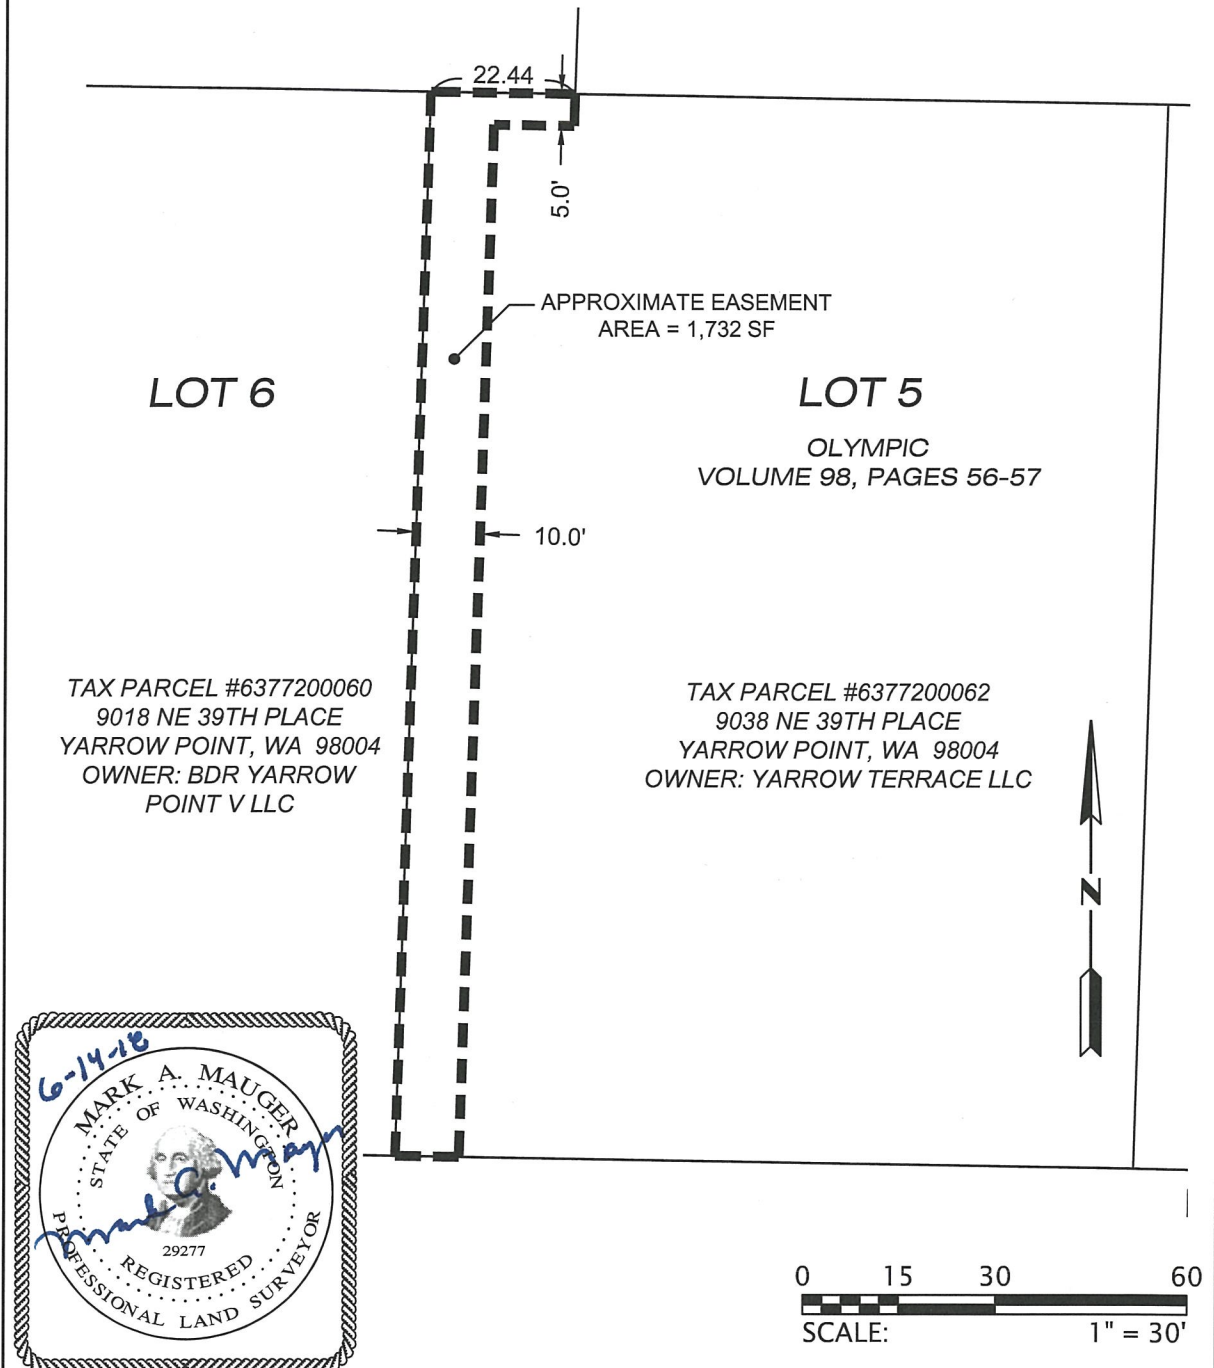 22.44
5.0'
APPROXIMATE EASEMENT
AREA = 1,732 SF
LOT 6
LOT 5
OLYMPIC
VOLUME 98, PAGES 56-57
10.0'
TAX PARCEL #6377200060
9018 NE 39TH PLACE
YARROW POINT, WA 98004
OWNER: BDR YARROW
POINT V LLC
TAX PARCEL #6377200062
9038 NE 39TH PLACE
YARROW POINT, WA 98004
OWNER: YARROW TERRACE LLC
N
6-14-18
MARK A. MAUGER
STATE OF WASHINGTON
Mark A. Mauger
29277
REGISTERED
PROFESSIONAL LAND SURVEYOR
0 15 30 60
SCALE: 1" = 30'